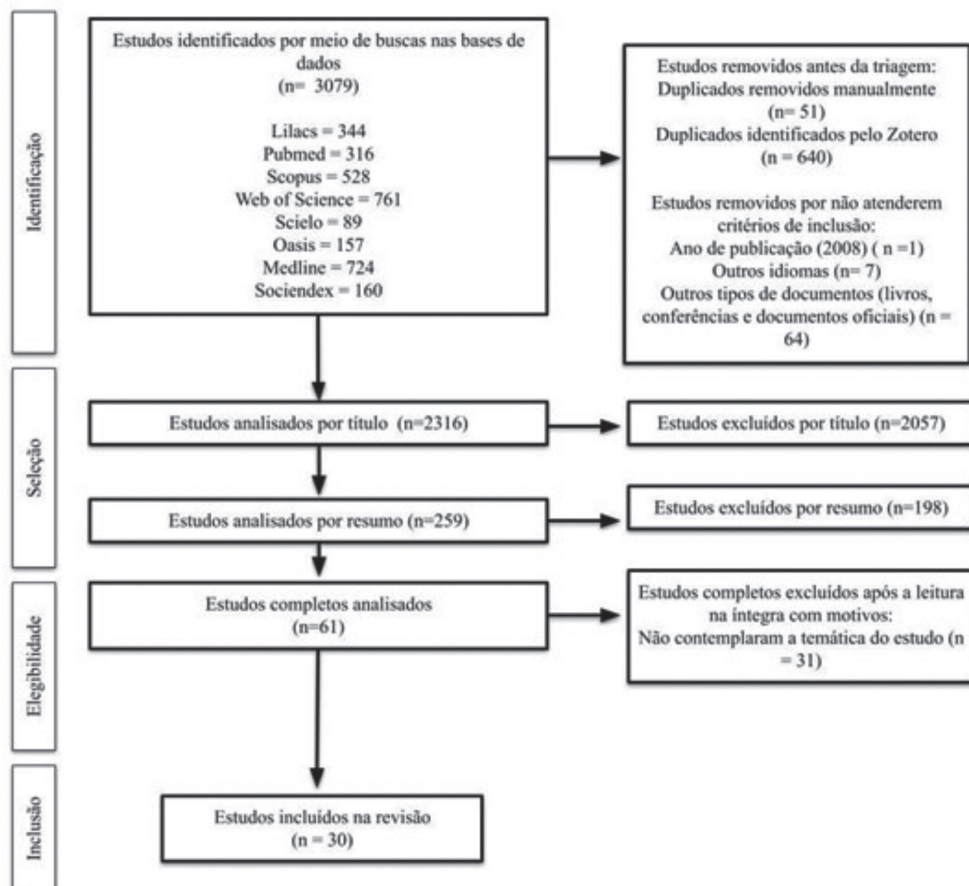 Identificação
Estudos identificados por meio de buscas nas bases de
dados
(n= 3079)
Lilacs = 344
Pubmed = 316
Scopus = 528
Web of Science = 761
Scielo = 89
Oasis = 157
Medline = 724
Sociendex = 160
Estudos removidos antes da triagem:
Duplicados removidos manualmente
(n= 51)
Duplicados identificados pelo Zotero
(n = 640)
Estudos removidos por não atenderem
critérios de inclusão:
Ano de publicação (2008) ( n =1)
Outros idiomas (n= 7)
Outros tipos de documentos (livros,
conferências e documentos oficiais) (n =
64)
Seleção
Estudos analisados por título (n=2316)
Estudos excluídos por título (n=2057)
Estudos analisados por resumo (n=259)
Estudos excluídos por resumo (n=198)
Elegibilidade
Estudos completos analisados
(n=61)
Estudos completos excluídos após a leitura
na íntegra com motivos:
Não contemplaram a temática do estudo (n
= 31)
Inclusão
Estudos incluídos na revisão
(n = 30)